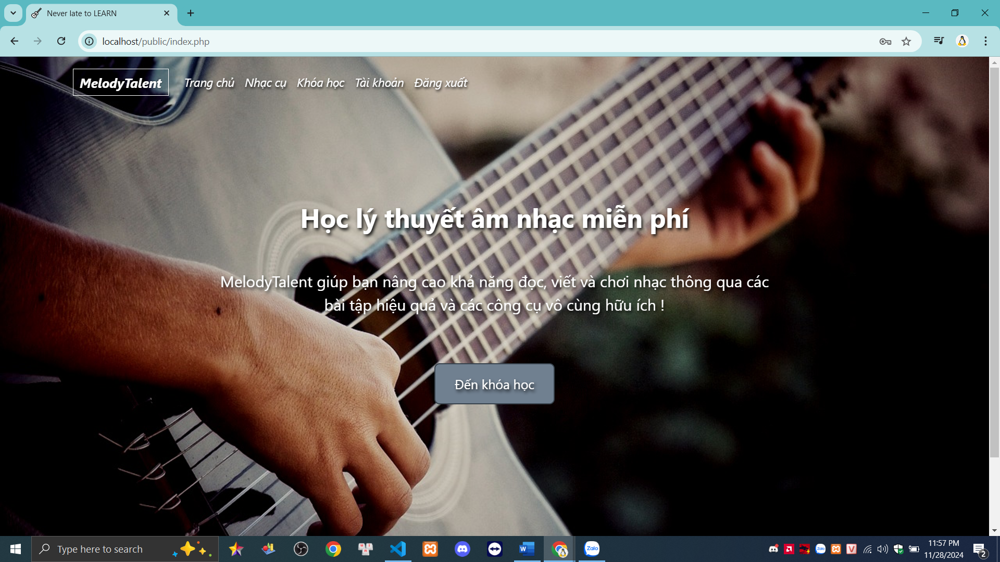 Never late to LEARN
localhost/public/index.php
MelodyTalent Trang chủ Nhạc cụ Khóa học Tài khoản Đăng xuất
Học lý thuyết âm nhạc miễn phí
MelodyTalent giúp bạn nâng cao khả năng đọc, viết và chơi nhạc thông qua các
bài tập hiệu quả và các công cụ vô cùng hữu ích !
Đến khóa học
Type here to search
Zalo
11:57 PM
11/28/2024
2